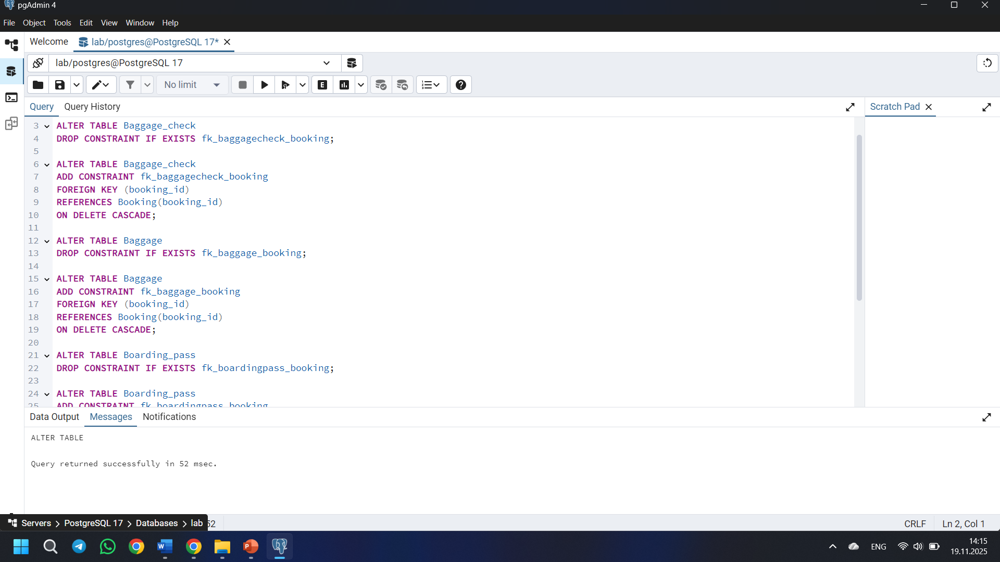 pgAdmin 4
File Object Tools Edit View Window Help
Welcome lab/postgres@PostgreSQL 17*
lab/postgres@PostgreSQL 17
No limit
E
Query Query History
Scratch Pad
3 ALTER TABLE Baggage_check
4 DROP CONSTRAINT IF EXISTS fk_baggagecheck_booking;
5
6 ALTER TABLE Baggage_check
7 ADD CONSTRAINT fk_baggagecheck_booking
8 FOREIGN KEY (booking_id)
9 REFERENCES Booking(booking_id)
10 ON DELETE CASCADE;
11
12 ALTER TABLE Baggage
13 DROP CONSTRAINT IF EXISTS fk_baggage_booking;
14
15 ALTER TABLE Baggage
16 ADD CONSTRAINT fk_baggage_booking
17 FOREIGN KEY (booking_id)
18 REFERENCES Booking(booking_id)
19 ON DELETE CASCADE;
20
21 ALTER TABLE Boarding_pass
22 DROP CONSTRAINT IF EXISTS fk_boardingpass_booking;
23
24 ALTER TABLE Boarding_pass
25 ADD CONSTRAINT fk_boardingpass_booking
Data Output Messages Notifications
ALTER TABLE
Query returned successfully in 52 msec.
Servers > PostgreSQL 17 > Databases > lab 52
CRLF Ln 2, Col 1
W P ENG 14:15
19.11.2025